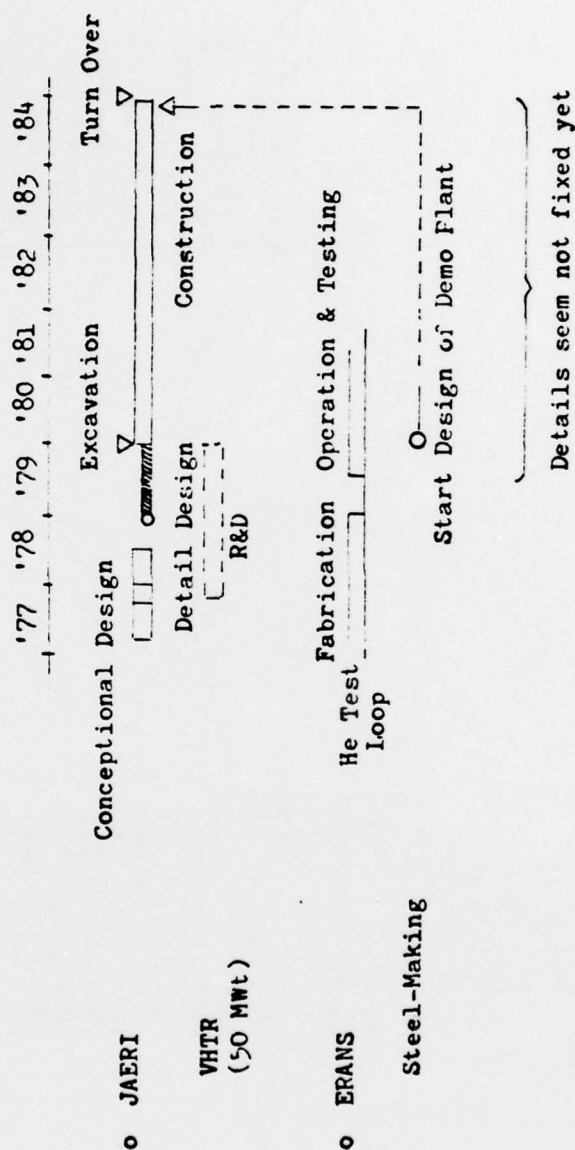 '77 '78 '79 '80 '81 '82 '83 '84
Conceptional Design Excavation Turn Over
o JAERI
Detail Design Construction
VHTR
(50 MWt)
R&D
Fabrication Operation & Testing
o ERANS He Test
Loop
Steel-Making
Start Design of Demo Plant
Details seem not fixed yet